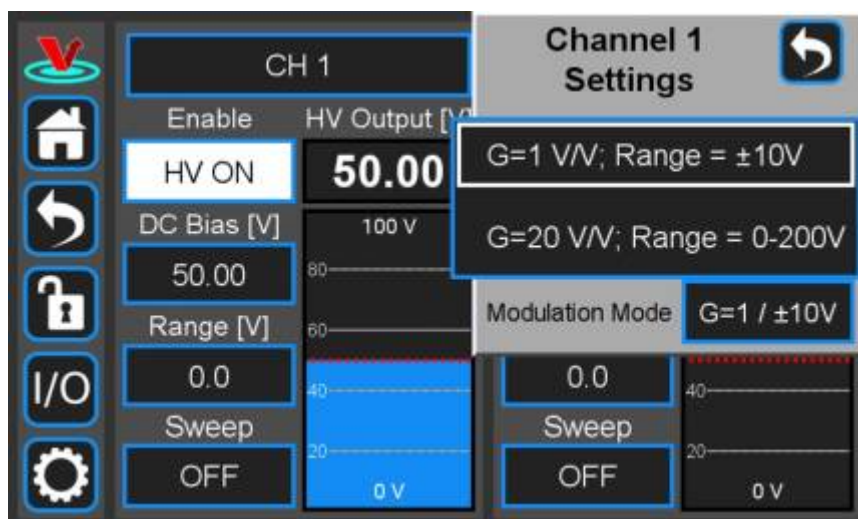 CH 1
Enable
HV Output [V]
HV ON
50.00
DC Bias [V]
50.00
Range [V]
0.0
Sweep
OFF
100 V
80
60
40
20
0 V
Channel 1
Settings
G=1 V/V; Range = ±10V
G=20 V/V; Range = 0-200V
Modulation Mode
G=1 / ±10V
0.0
Sweep
OFF
40
20
0 V
I/O